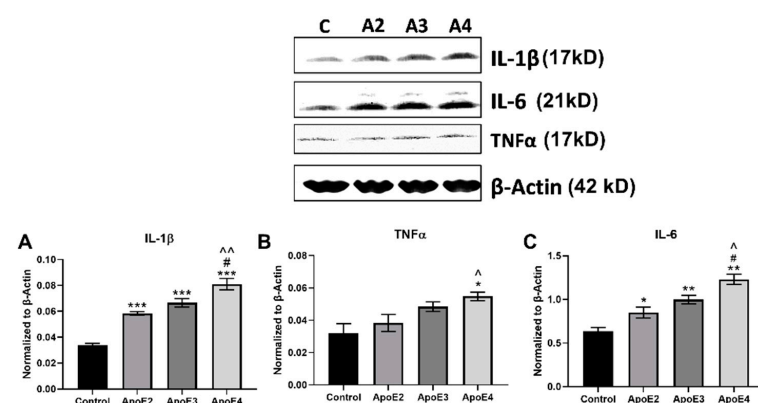 C A2 A3 A4
IL-1β (17kD)
IL-6 (21kD)
TNFα (17kD)
β-Actin (42 kD)
A
IL-1β
Normalized to β-Actin
0.10
0.08
0.06
0.04
0.02
0.00
***
***
^^
#
***
Control ApoE2 ApoE3 ApoE4
B
TNFα
Normalized to β-Actin
0.08
0.06
0.04
0.02
0.00
^
*
Control ApoE2 ApoE3 ApoE4
C
IL-6
Normalized to β-Actin
1.5
1.0
0.5
0.0
*
**
^
#
**
Control ApoE2 ApoE3 ApoE4